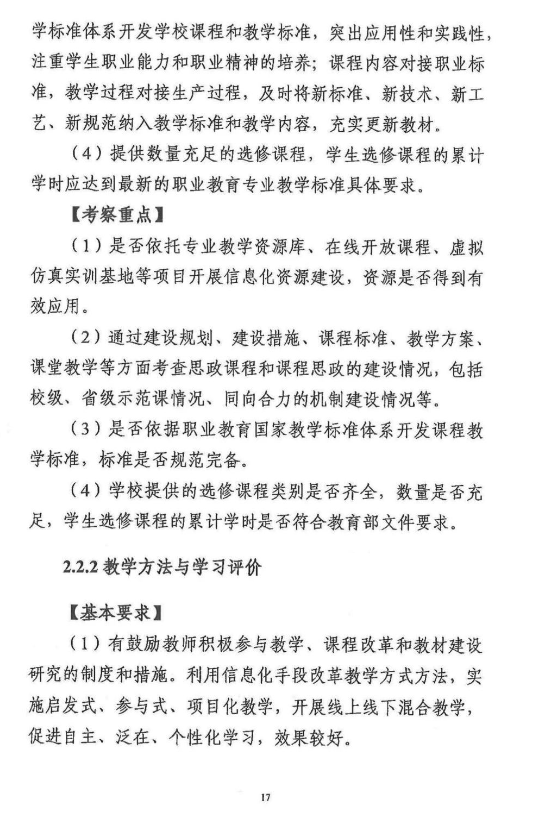 学标准体系开发学校课程和教学标准，突出应用性和实践性，
注重学生职业能力和职业精神的培养；课程内容对接职业标
准，教学过程对接生产过程，及时将新标准、新技术、新工
艺、新规范纳入教学标准和教学内容，充实更新教材。
（4）提供数量充足的选修课程，学生选修课程的累计
学时应达到最新的职业教育专业教学标准具体要求。
【考察重点】
（1）是否依托专业教学资源库、在线开放课程、虚拟
仿真实训基地等项目开展信息化资源建设，资源是否得到有
效应用。
（2）通过建设规划、建设措施、课程标准、教学方案、
课堂教学等方面考查思政课程和课程思政的建设情况，包括
校级、省级示范课情况、同向合力的机制建设情况等。
（3）是否依据职业教育国家教学标准体系开发课程教
学标准，标准是否规范完备。
（4）学校提供的选修课程类别是否齐全，数量是否充
足，学生选修课程的累计学时是否符合教育部文件要求。
2.2.2 教学方法与学习评价
【基本要求】
（1）有鼓励教师积极参与教学、课程改革和教材建设
研究的制度和措施。利用信息化手段改革教学方式方法，实
施启发式、参与式、项目化教学，开展线上线下混合教学，
促进自主、泛在、个性化学习，效果较好。
17